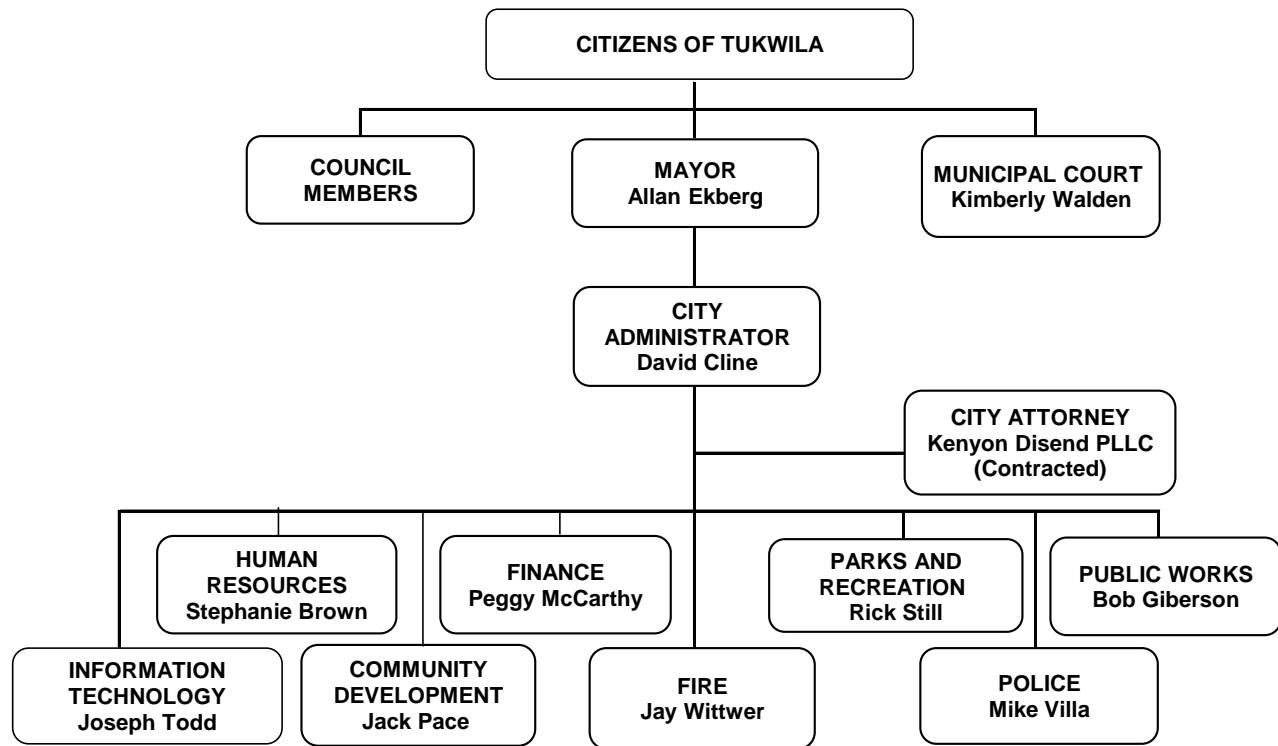 CITIZENS OF TUKWILA
COUNCIL
MEMBERS
MAYOR
Allan Ekberg
MUNICIPAL COURT
Kimberly Walden
CITY
ADMINISTRATOR
David Cline
CITY ATTORNEY
Kenyon Disend PLLC
(Contracted)
HUMAN
RESOURCES
Stephanie Brown
FINANCE
Peggy McCarthy
PARKS AND
RECREATION
Rick Still
PUBLIC WORKS
Bob Giberson
INFORMATION
TECHNOLOGY
Joseph Todd
COMMUNITY
DEVELOPMENT
Jack Pace
FIRE
Jay Wittwer
POLICE
Mike Villa